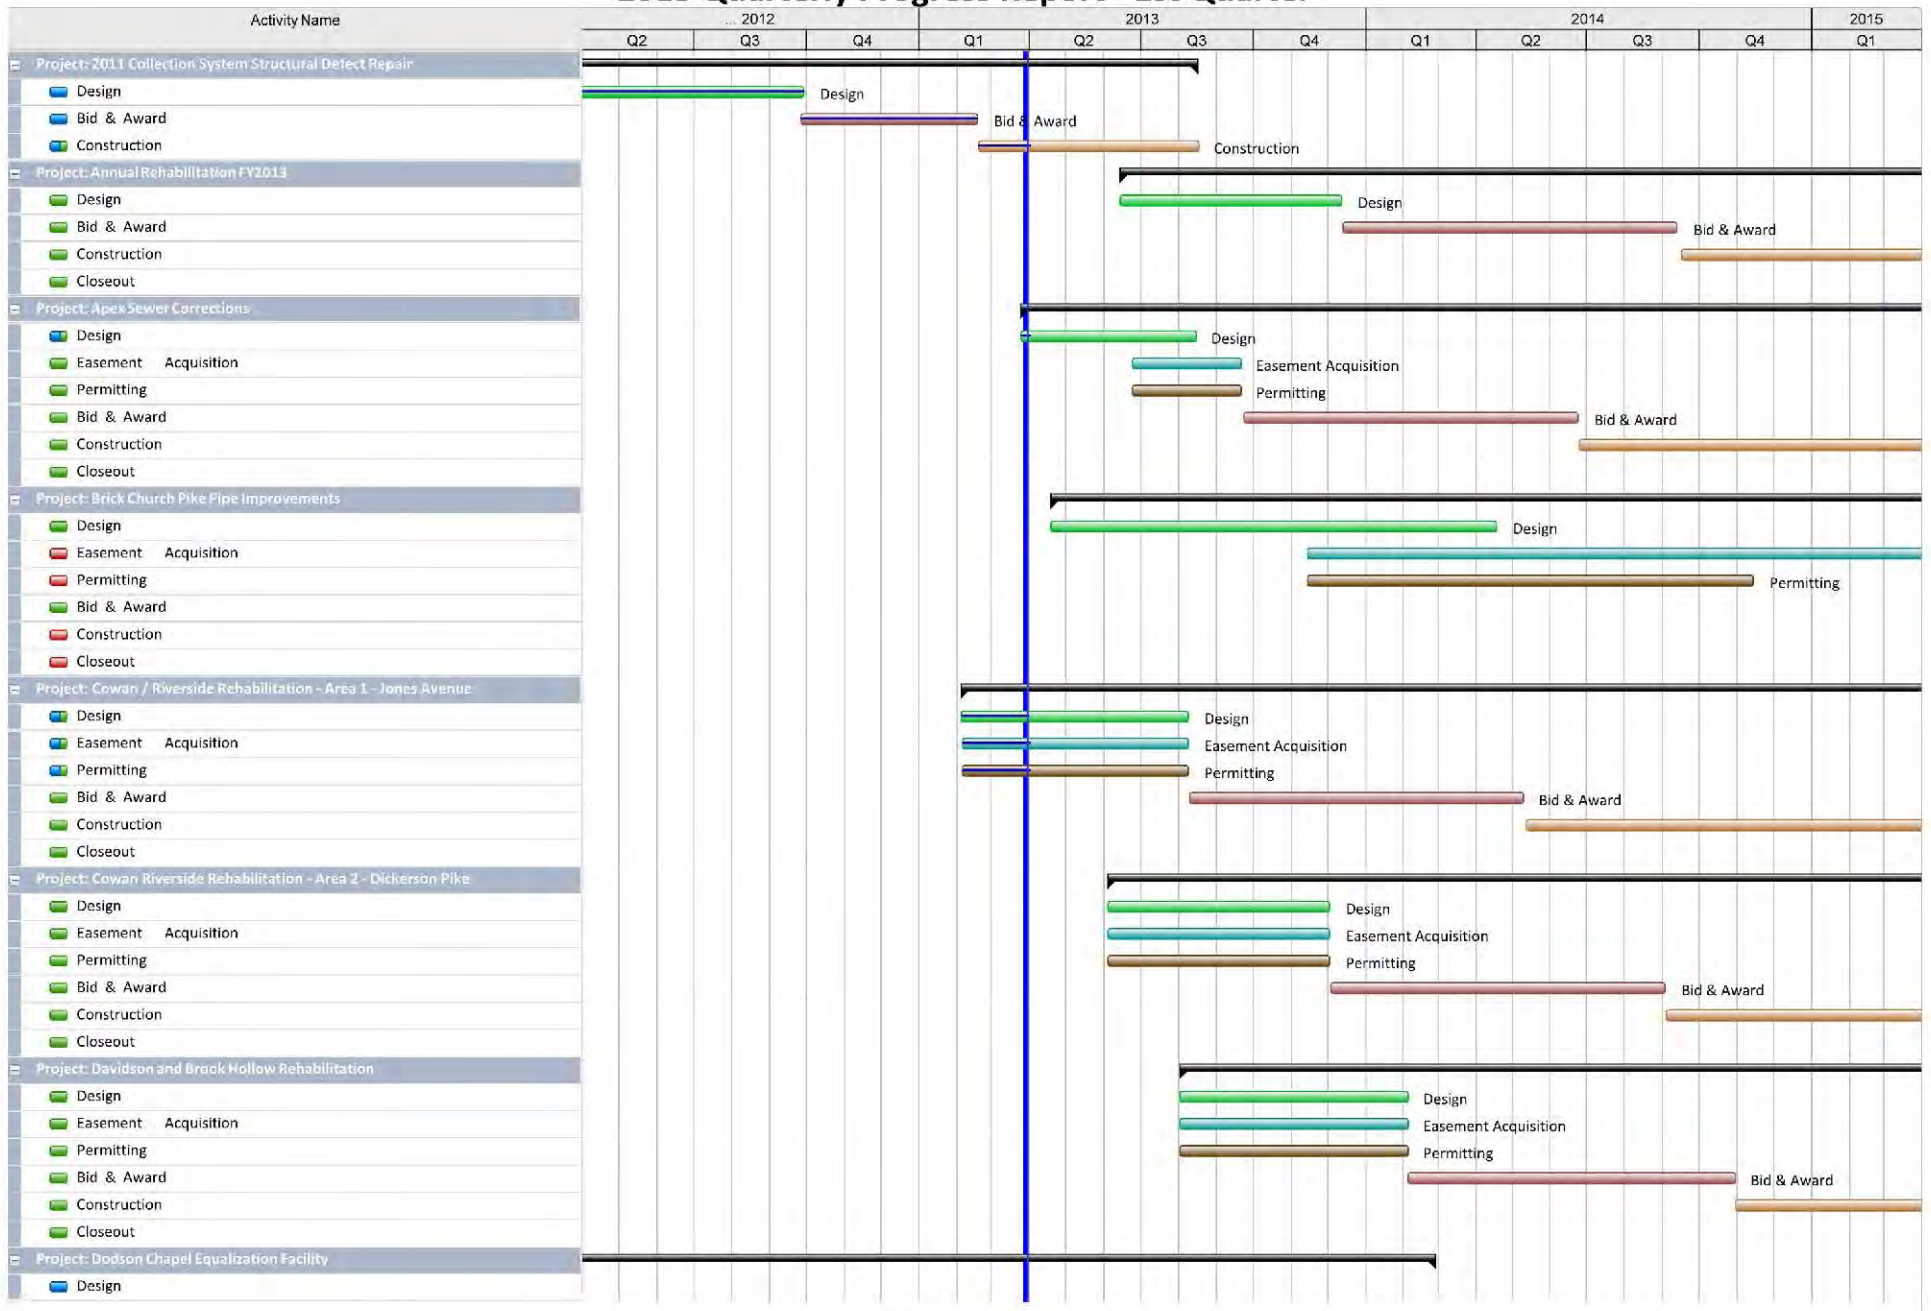 2013 Quarterly Progress Report - 1st Quarter
Activity Name ... 2012 2013 2014 2015
Q2 Q3 Q4 Q1 Q2 Q3 Q4 Q1 Q2 Q3 Q4 Q1
Project: 2011 Collection System Structural Defect Repair
Design Design
Bid & Award Bid & Award
Construction Construction
Project: Annual Rehabilitation FY2013
Design Design
Bid & Award Bid & Award
Construction
Closeout
Project: Apex Sewer Corrections
Design Design
Easement Acquisition Easement Acquisition
Permitting Permitting
Bid & Award Bid & Award
Construction
Closeout
Project: Brick Church Pike Pipe Improvements
Design Design
Easement Acquisition
Permitting Permitting
Bid & Award
Construction
Closeout
Project: Cowan / Riverside Rehabilitation - Area 1 - Jones Avenue
Design Design
Easement Acquisition Easement Acquisition
Permitting Permitting
Bid & Award Bid & Award
Construction
Closeout
Project: Cowan Riverside Rehabilitation - Area 2 - Dickerson Pike
Design Design
Easement Acquisition Easement Acquisition
Permitting Permitting
Bid & Award Bid & Award
Construction
Closeout
Project: Davidson and Brook Hollow Rehabilitation
Design Design
Easement Acquisition Easement Acquisition
Permitting Permitting
Bid & Award Bid & Award
Construction
Closeout
Project: Dodson Chapel Equalization Facility
Design